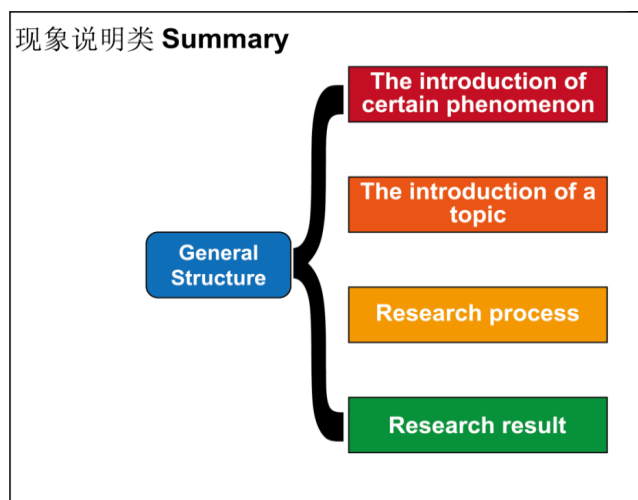 现象说明类 Summary
The introduction of
certain phenomenon
The introduction of a
topic
General
Structure
Research process
Research result